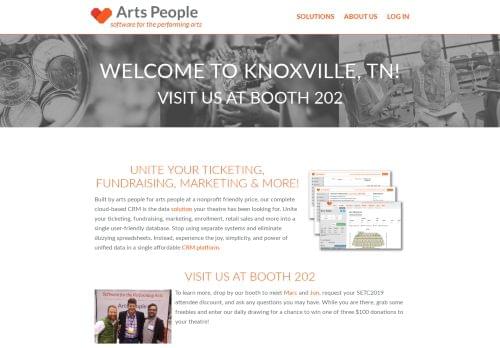 Arts People
software for the performing arts
SOLUTIONS ABOUT US LOG IN
WELCOME TO KNOXVILLE, TN!
VISIT US AT BOOTH 202
UNITE YOUR TICKETING,
FUNDRAISING, MARKETING & MORE!
Built by arts people for arts people at a nonprofit friendly price, our complete
cloud-based CRM is the data solution your theatre has been looking for. Unite
your ticketing, fundraising, marketing, enrollment, retail sales and more into a
single user-friendly database. Stop using separate systems and eliminate
dizzying spreadsheets. Instead, experience the joy, simplicity, and power of
unified data in a single affordable CRM platform.
VISIT US AT BOOTH 202
Software for the Performing Arts
Arts People
To learn more, drop by our booth to meet Marc and Jon, request your SETC2019
attendee discount, and ask any questions you may have. While you are there, grab some
freebies and enter our daily drawing for a chance to win one of three $100 donations to
your theatre!